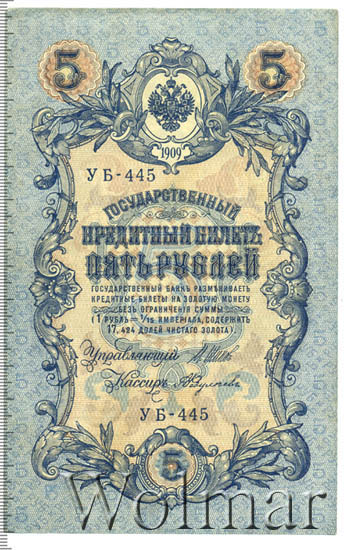 5 5
1909
УБ-445
ГОСУДАРСТВЕННЫЙ
КРЕДИТНЫЙ БИЛЕТЪ
ПЯТЬ РУБЛЕЙ
ГОСУДАРСТВЕННЫЙ БАНКЪ РАЗМѢНИВАЕТЪ
КРЕДИТНЫЕ БИЛЕТЫ НА ЗОЛОТУЮ МОНЕТУ
БЕЗЪ ОГРАНИЧЕНІЯ СУММЫ
(1 РУБЛЬ = 1/15 ИМПЕРІАЛА, СОДЕРЖИТЪ
17,424 ДОЛЕЙ ЧИСТАГО ЗОЛОТА).
Управляющій
Кассиръ
УБ-445
5
Wolmar